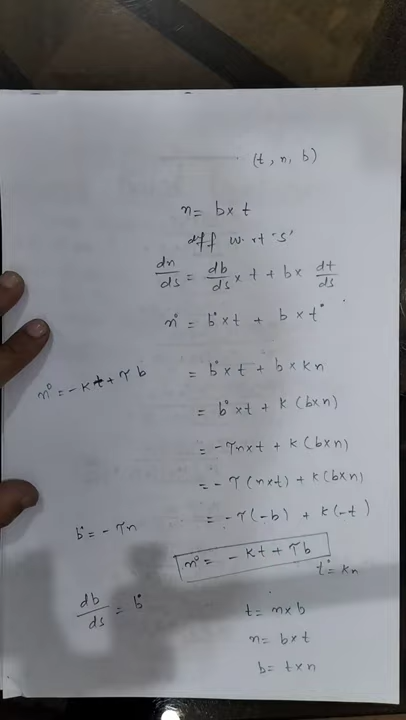 (t, n, b)
n = b×t
diff w.r.t 's'
dn/ds = db/ds × t + b× dt/ds
n° = b°×t + b×t°
= b°×t + b×kn
n° = -kt+τb
= b°×t + k(b×n)
= -τn×t + k(b×n)
= -τ(n×t) + k(b×n)
= -τ(-b) + k(-t)
b° = -τn
n° = -kt + τb
t° = kn
db/ds = b°
t = n×b
n = b×t
b = t×n